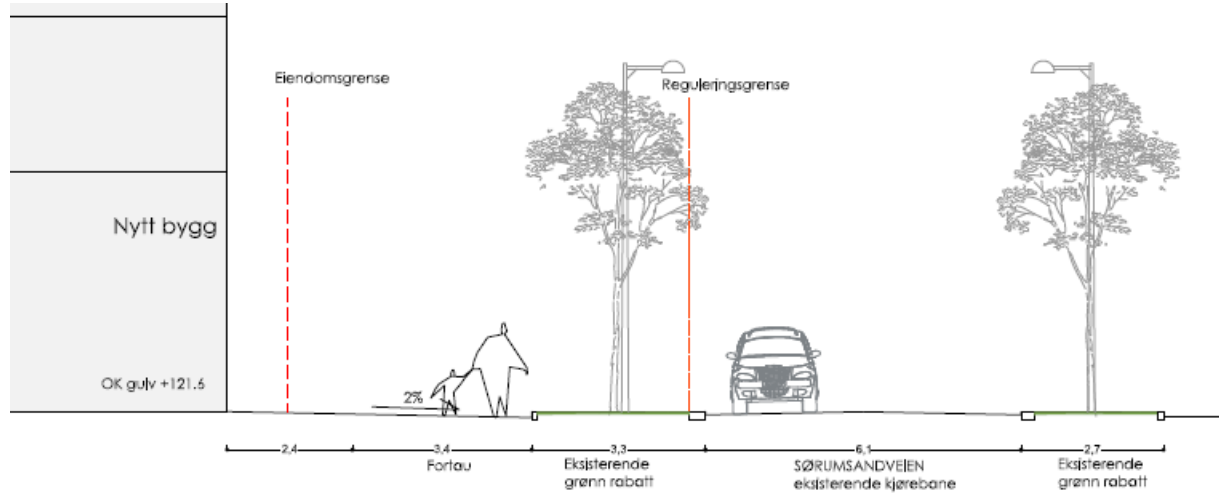 Eiendomsgrense
Reguleringsgrense
Nytt bygg
OK gulv +121.6
2%
2,4
3,4
3,3
6,1
2,7
Fortau
Eksisterende
grønn rabatt
SØRUMSANDVEIEN
eksisterende kjørebane
Eksisterende
grønn rabatt